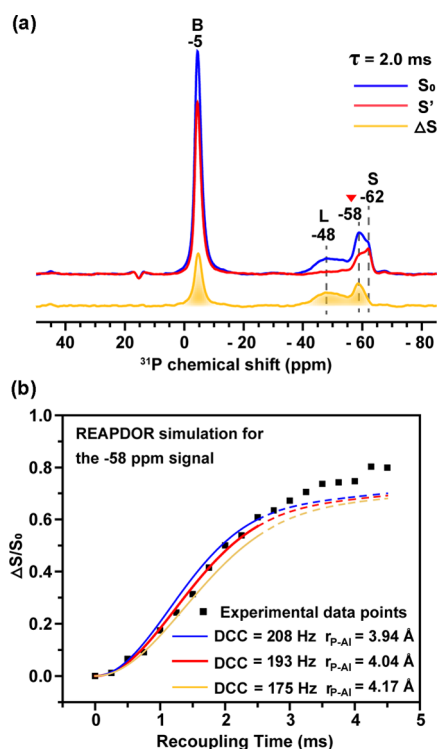 (a)
B
-5
τ = 2.0 ms
S₀
S'
ΔS
S
-62
-58
L
-48
40 20 0 - 20 - 40 - 60 - 80
³¹P chemical shift (ppm)
(b)
1.0
0.8
0.6
0.4
0.2
0.0
ΔS/S₀
REAPDOR simulation for
the -58 ppm signal
Experimental data points
DCC = 208 Hz r_P-Al = 3.94 Å
DCC = 193 Hz r_P-Al = 4.04 Å
DCC = 175 Hz r_P-Al = 4.17 Å
0 1 2 3 4 5
Recoupling Time (ms)